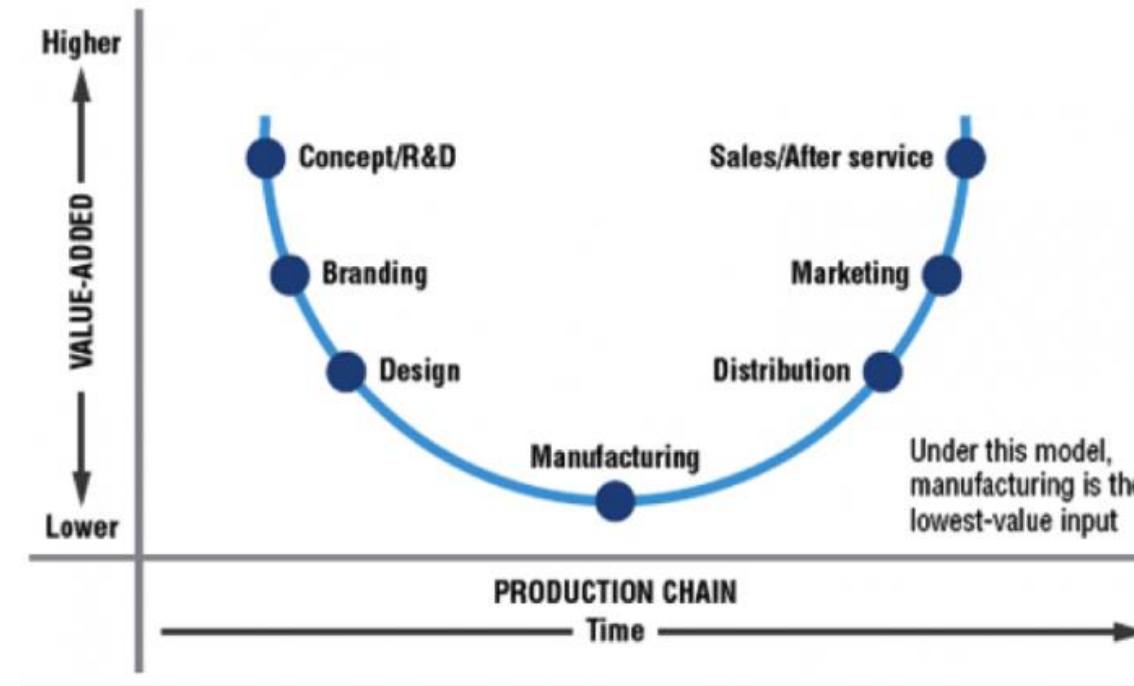 Higher
VALUE-ADDED
Lower
Concept/R&D
Branding
Design
Manufacturing
Sales/After service
Marketing
Distribution
Under this model,
manufacturing is the
lowest-value input
PRODUCTION CHAIN
Time